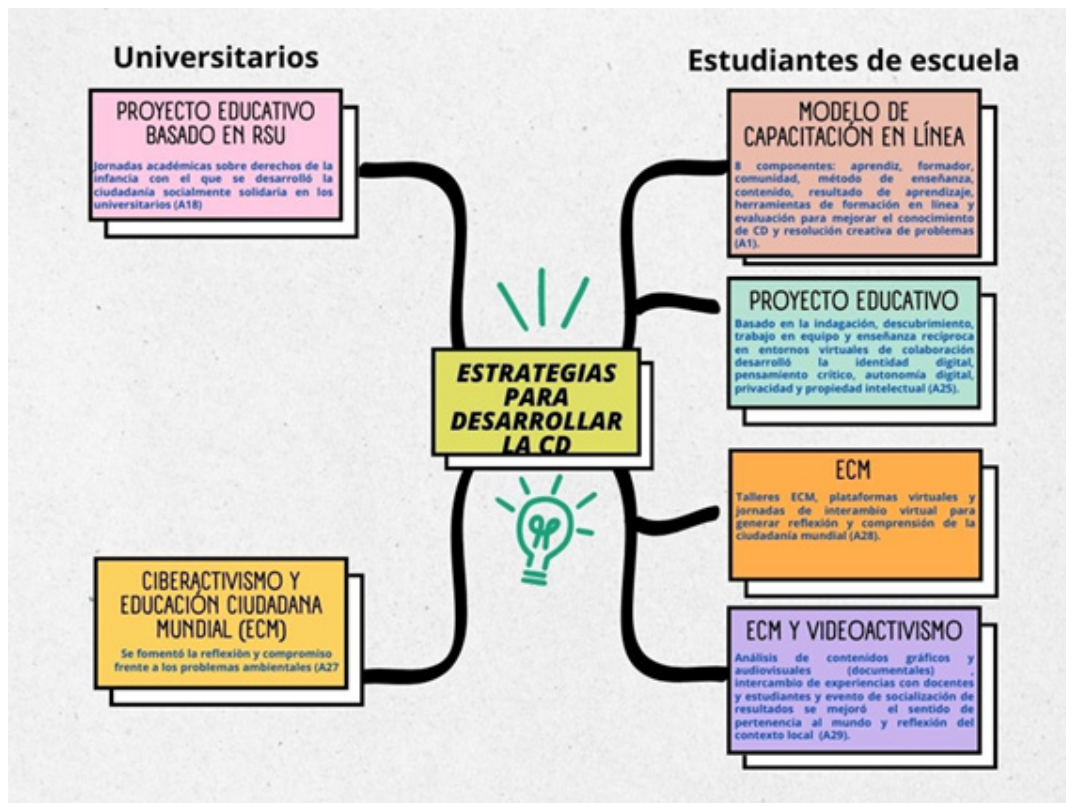 Universitarios
PROYECTO EDUCATIVO
BASADO EN RSU
Jornadas académicas sobre derechos de la
infancia con el que se desarrolló la
ciudadanía socialmente solidaria en los
universitarios (A18)
CIBERACTIVISMO Y
EDUCACIÓN CIUDADANA
MUNDIAL (ECM)
Se fomentó la reflexión y compromiso
frente a los problemas ambientales (A27
ESTRATEGIAS
PARA
DESARROLLAR
LA CD
Estudiantes de escuela
MODELO DE
CAPACITACIÓN EN LÍNEA
8 componentes: aprendiz, formador,
comunidad, método de enseñanza,
contenido, resultado de aprendizaje,
herramientas de formación en línea y
evaluación para mejorar el conocimiento
de CD y resolución creativa de problemas
(A1).
PROYECTO EDUCATIVO
Basado en la indagación, descubrimiento,
trabajo en equipo y enseñanza recíproca
en entornos virtuales de colaboración
desarrolló la identidad digital,
pensamiento crítico, autonomía digital,
privacidad y propiedad intelectual (A25).
ECM
Talleres ECM, plataformas virtuales y
jornadas de interambio virtual para
generar reflexión y comprensión de la
ciudadanía mundial (A28).
ECM Y VIDEOACTIVISMO
Análisis de contenidos gráficos y
audiovisuales (documentales) ,
intercambio de experiencias con docentes
y estudiantes y evento de socialización de
resultados se mejoró el sentido de
pertenencia al mundo y reflexión del
contexto local (A29).